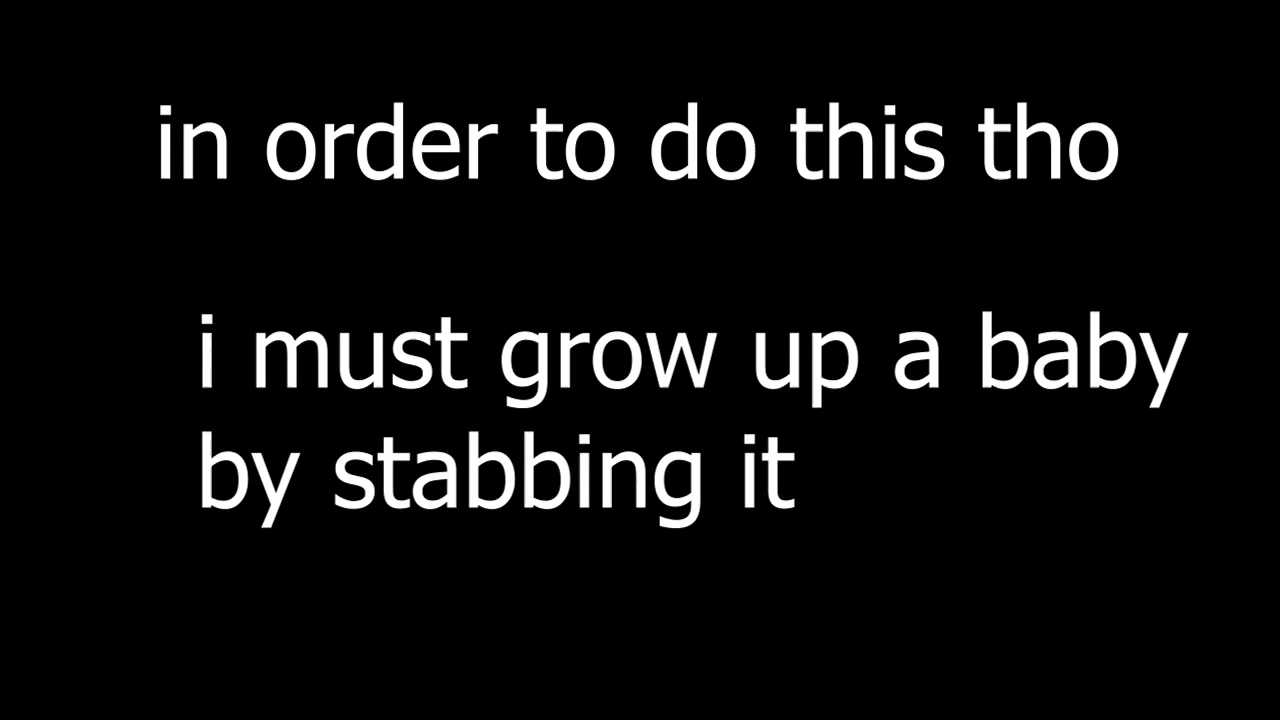 in order to do this tho
i must grow up a baby
by stabbing it